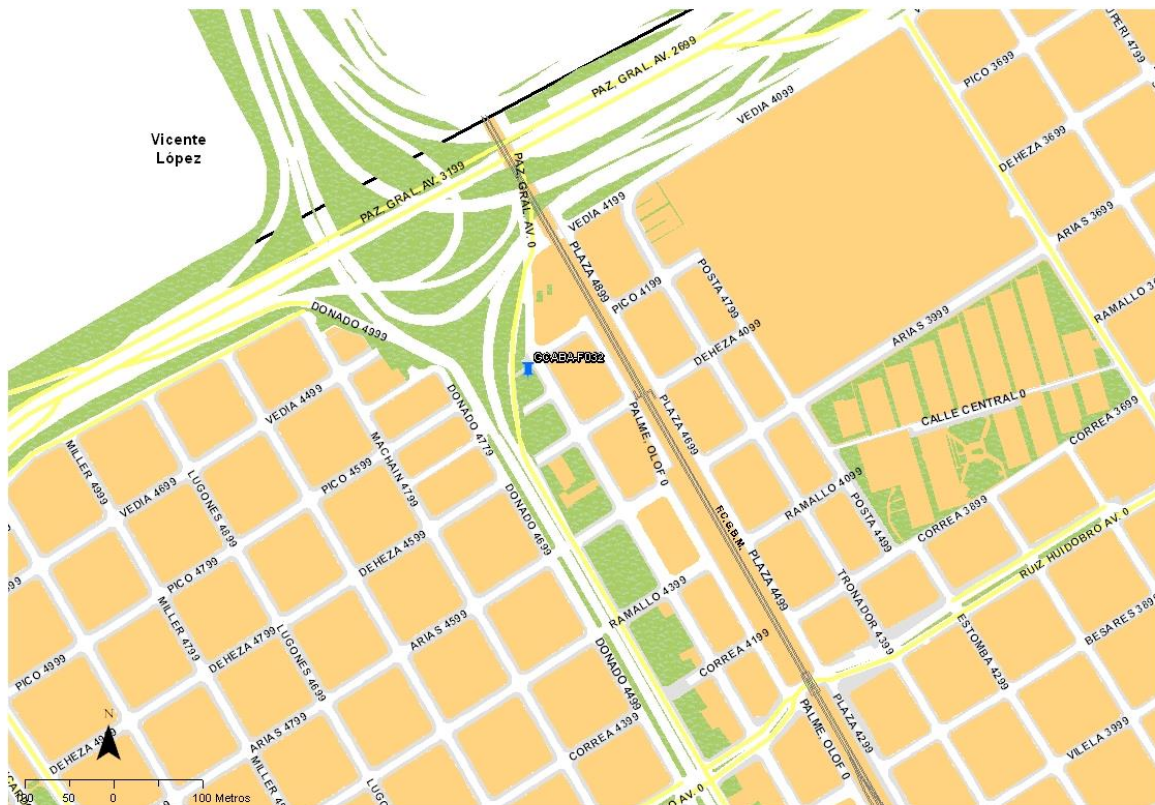 PAZ, GRAL. AV. 2699
PICO 3699
VEDIA 4099
Vicente
López
DEHEZA 3699
PAZ, GRAL. AV. 3199
PAZ, GRAL. AV. 0
VEDIA 4199
ARIAS 3699
PLAZA 4899
POSTA 4799
PICO 4199
DONADO 4999
ARIAS 3999
DEHEZA 4099
GCABA-F032
VEDIA 4499
DONADO 4779
PALME, OLOF 0
PLAZA 4699
CALLE CENTRAL 0
CORREA 3699
MILLER 4999
MACHAIN 4799
PICO 4599
VEDIA 4699
LUGONES 4899
RAMALLO 4099
POSTA 4499
CORREA 3899
DONADO 4699
F.C.G.B.M.
PLAZA 4499
DEHEZA 4599
RUIZ HUIDOBRO AV. 0
PICO 4799
RAMALLO 4399
TRONADOR 4399
MILLER 4799
DEHEZA 4799
LUGONES 4699
ARIAS 4599
ESTOMBA 4299
BESARES 3899
PICO 4999
CORREA 4199
DONADO 4499
PLAZA 4299
PALME, OLOF 0
N
ARIAS 4799
CORREA 4399
VILELA 3999
50 0 100 Metros